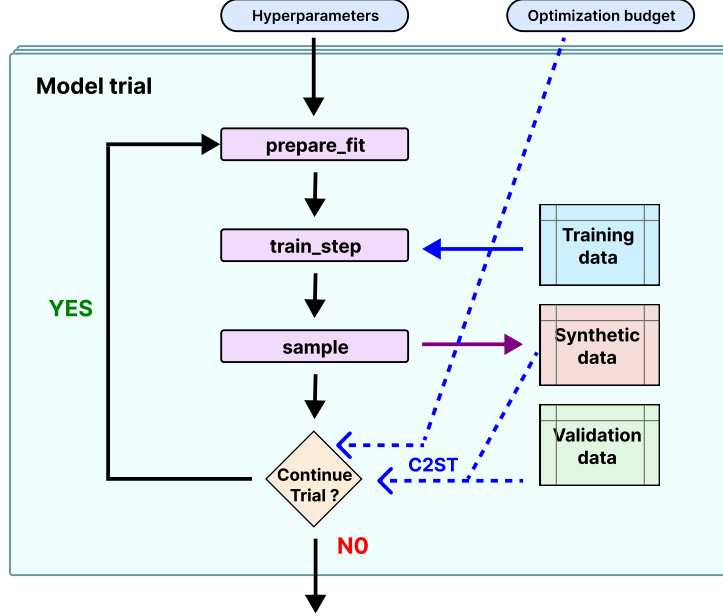 Hyperparameters
Optimization budget
Model trial
prepare_fit
train_step
Training
data
YES
sample
Synthetic
data
Validation
data
C2ST
Continue
Trial ?
N0